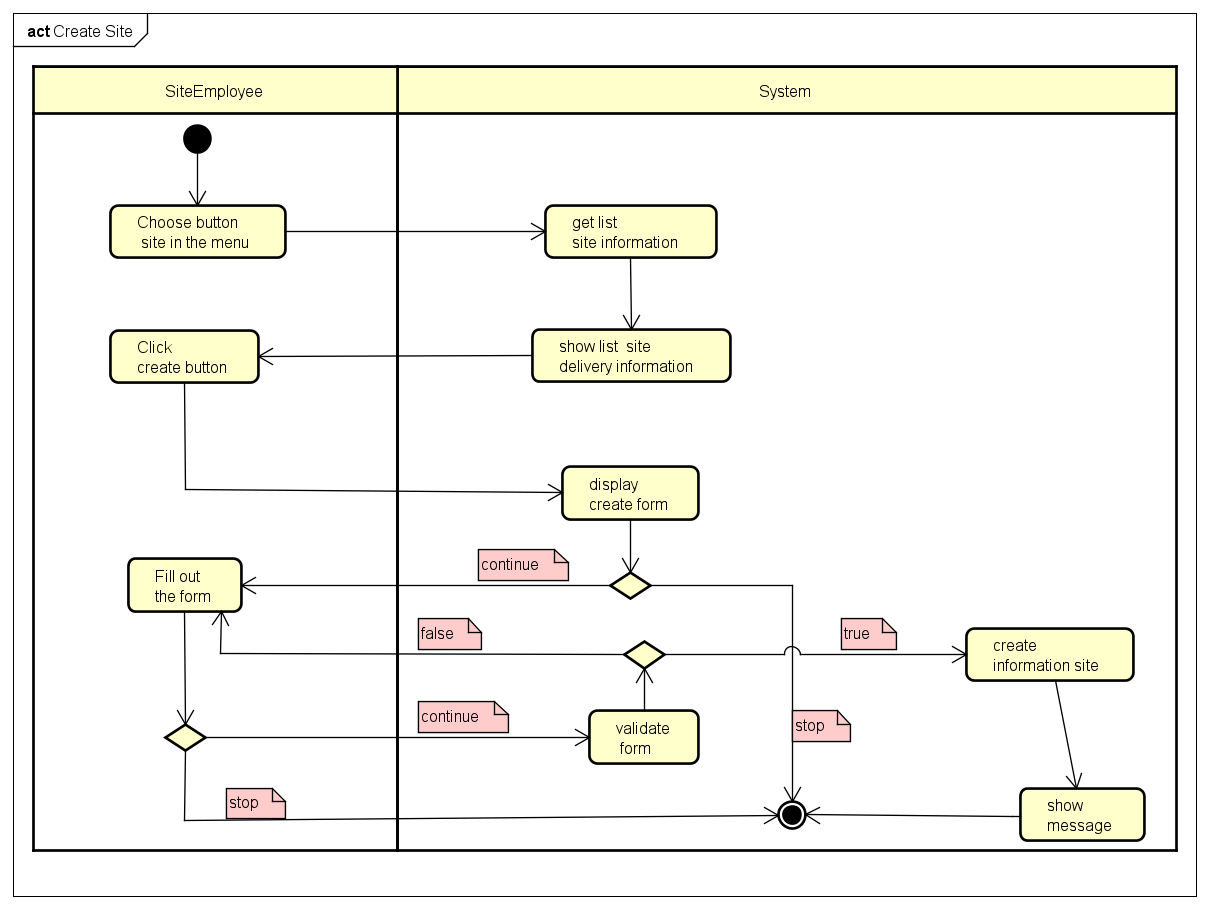 act Create Site
SiteEmployee
System
Choose button
site in the menu
get list
site information
Click
create button
show list site
delivery information
display
create form
continue
Fill out
the form
false
true
create
information site
continue
validate
form
stop
stop
show
message